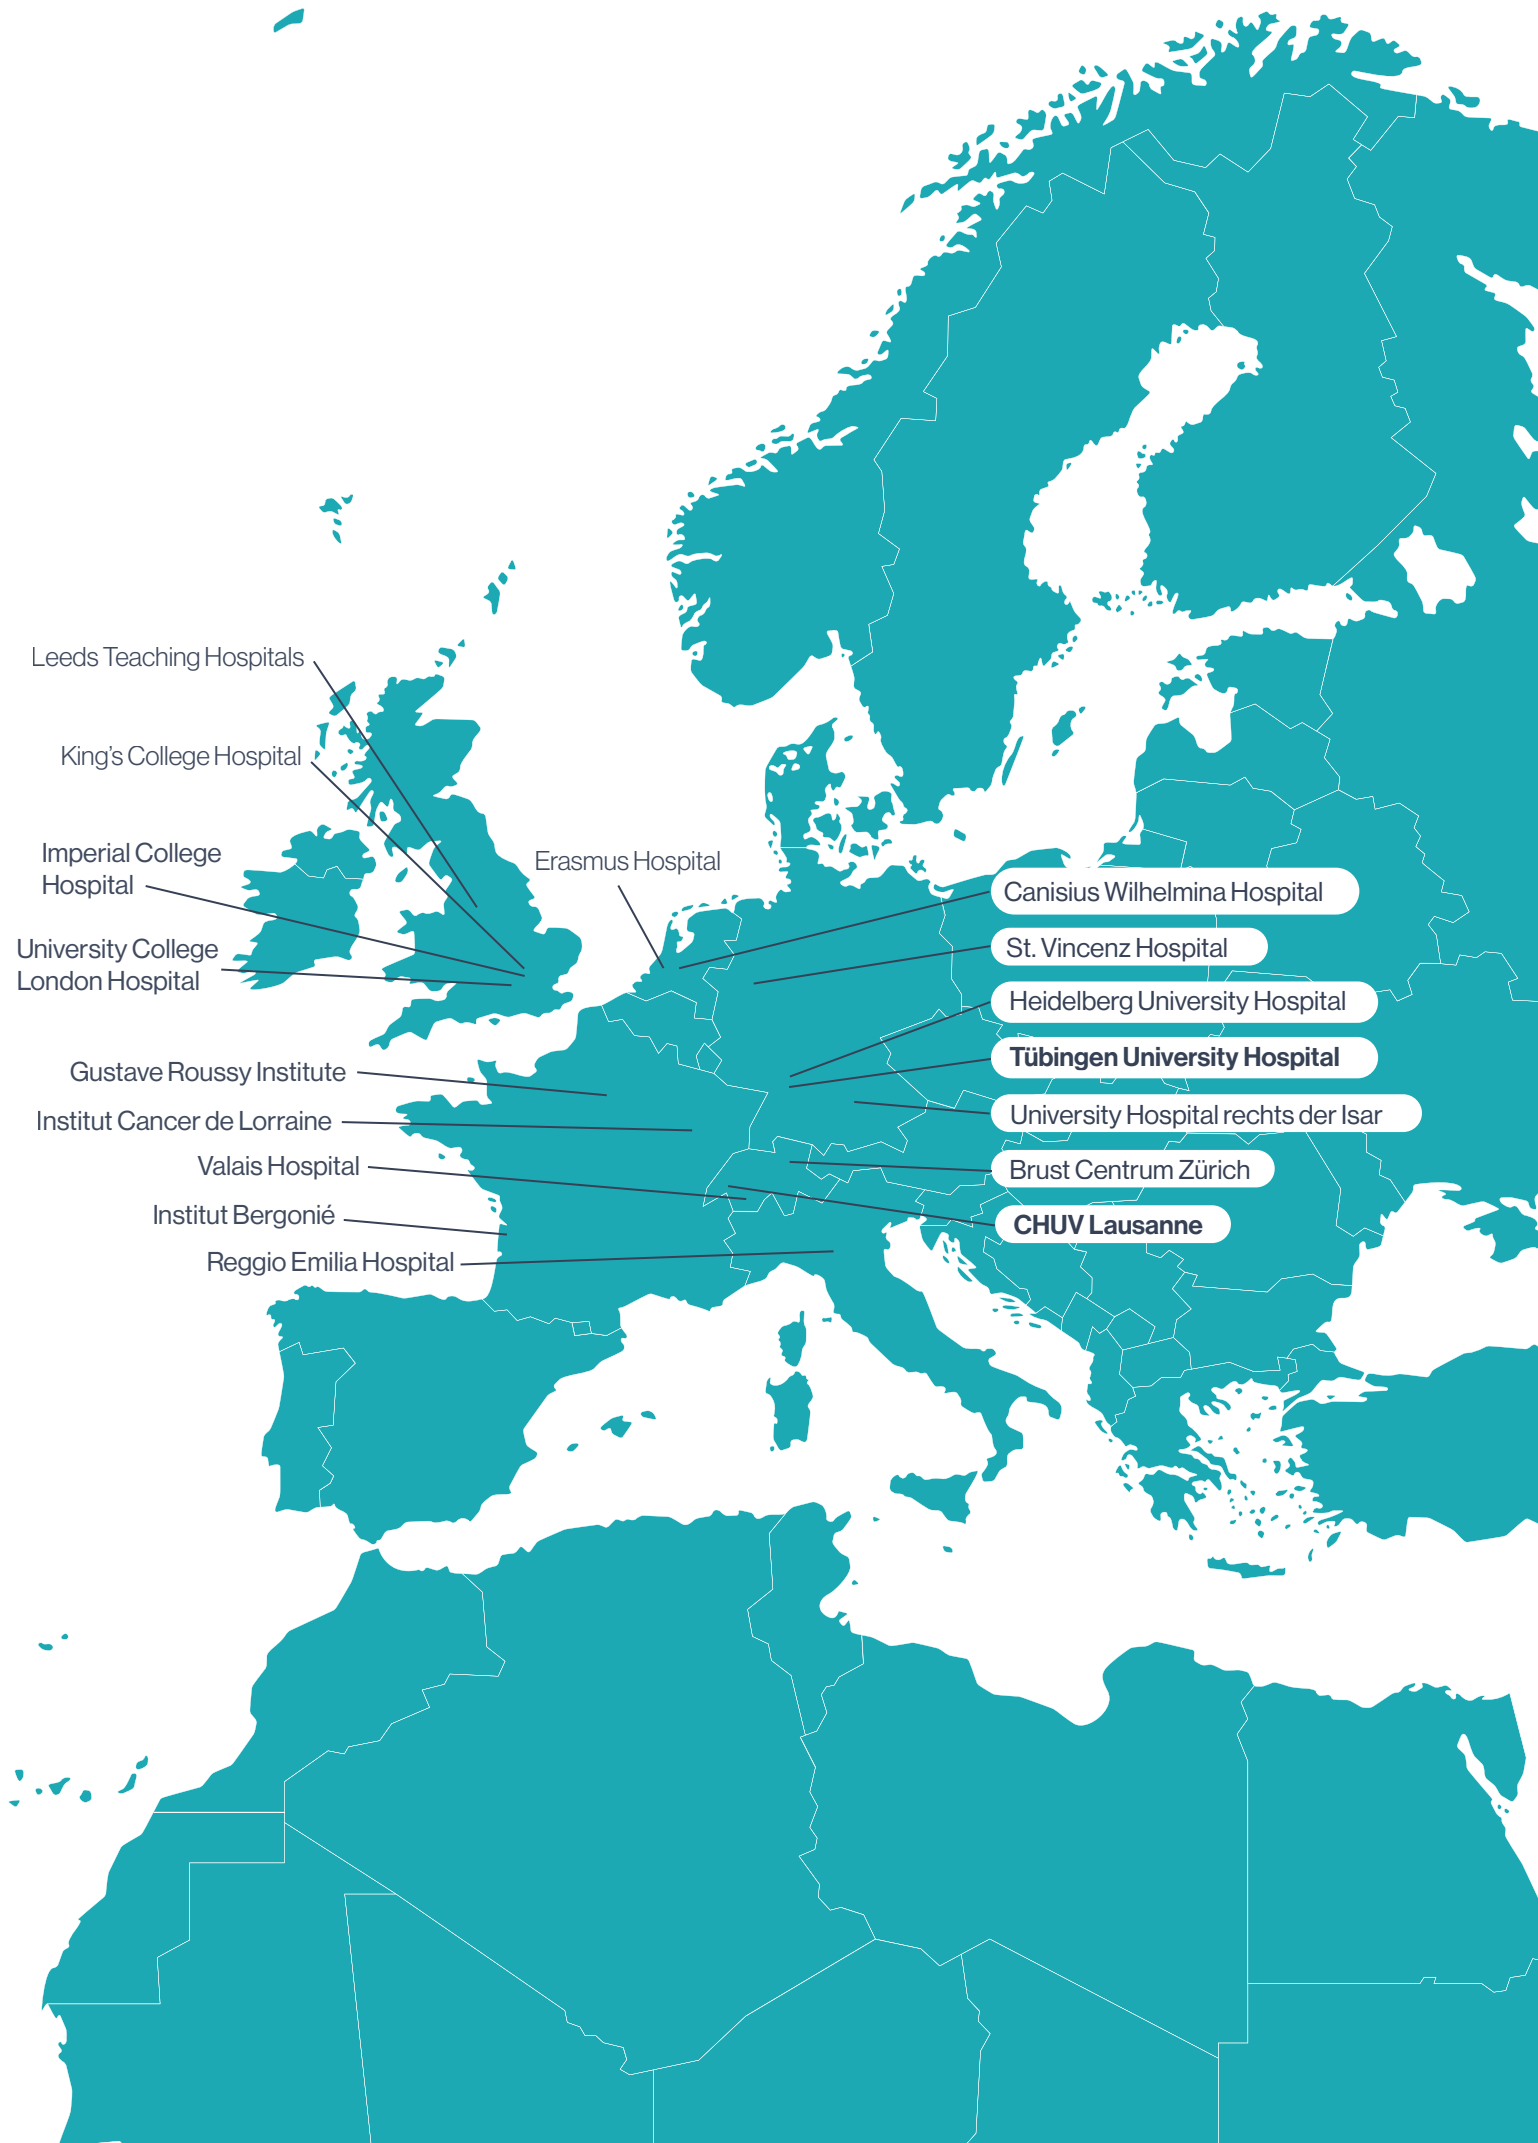 Leeds Teaching Hospitals
King's College Hospital
Imperial College
Hospital
University College
London Hospital
Erasmus Hospital
Canisius Wilhelmina Hospital
St. Vincenz Hospital
Heidelberg University Hospital
Tübingen University Hospital
University Hospital rechts der Isar
Brust Centrum Zürich
CHUV Lausanne
Gustave Roussy Institute
Institut Cancer de Lorraine
Valais Hospital
Institut Bergonié
Reggio Emilia Hospital